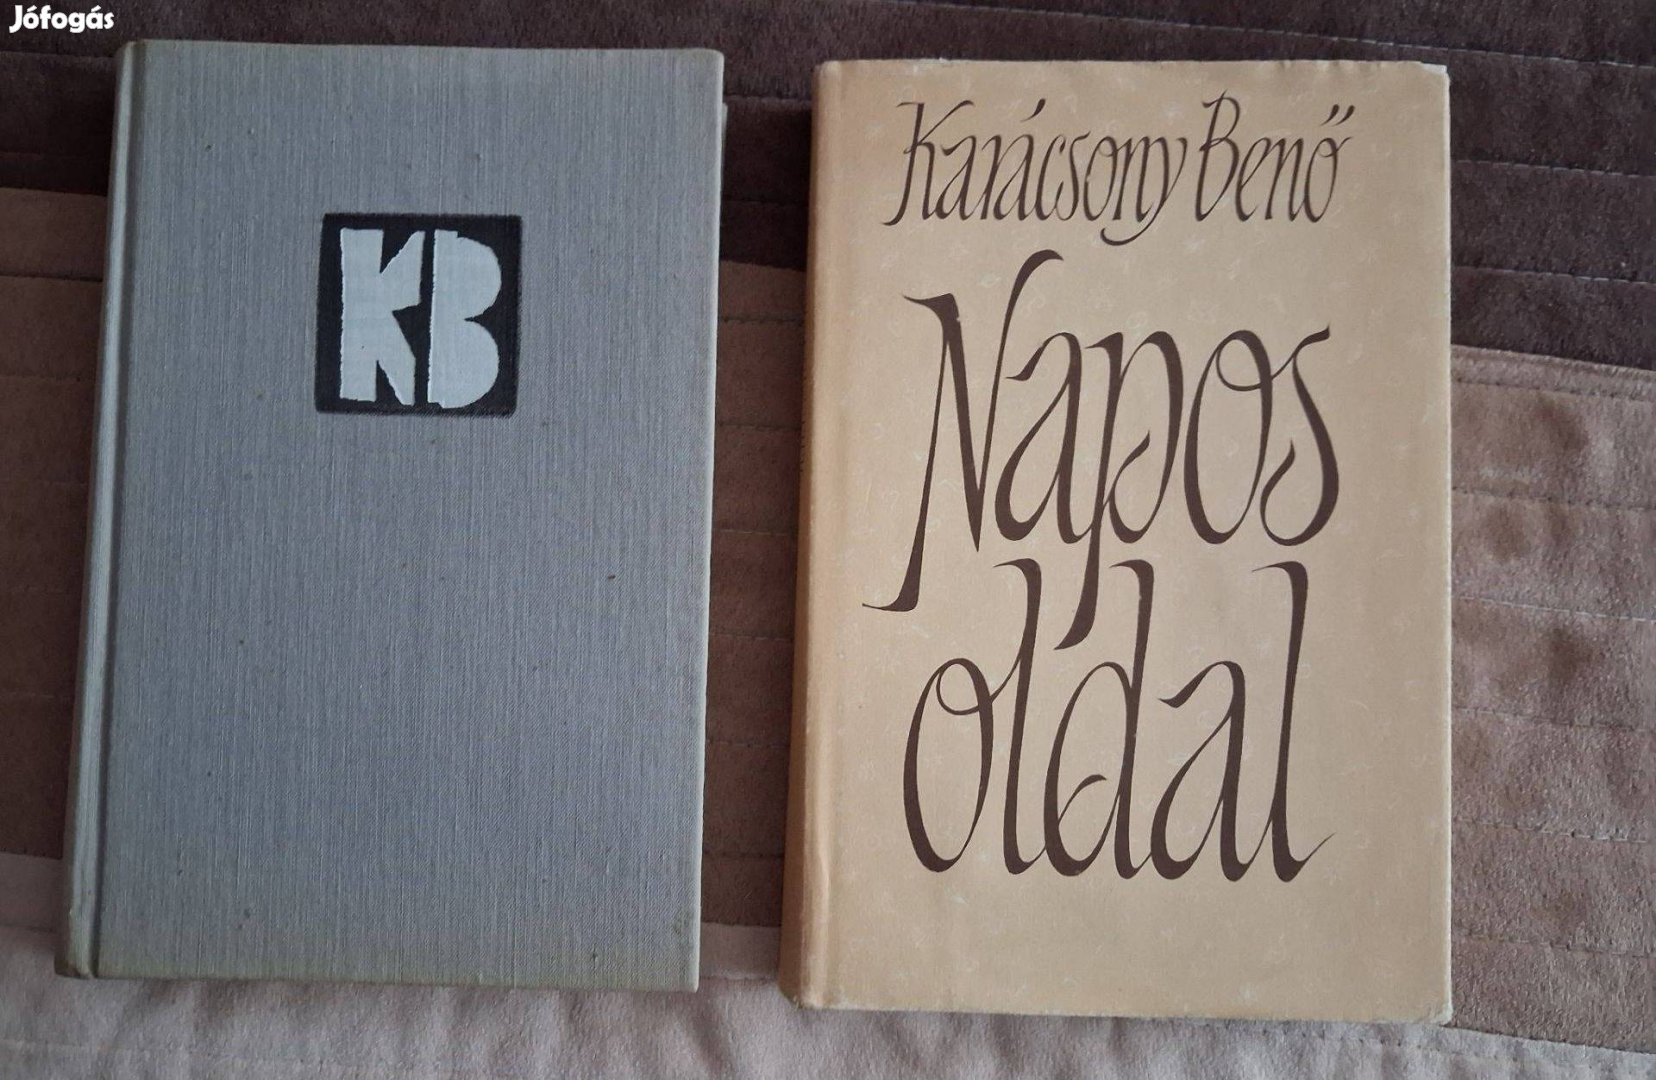 Jófogás
KB
Karácsony Benő
Napos
oldal